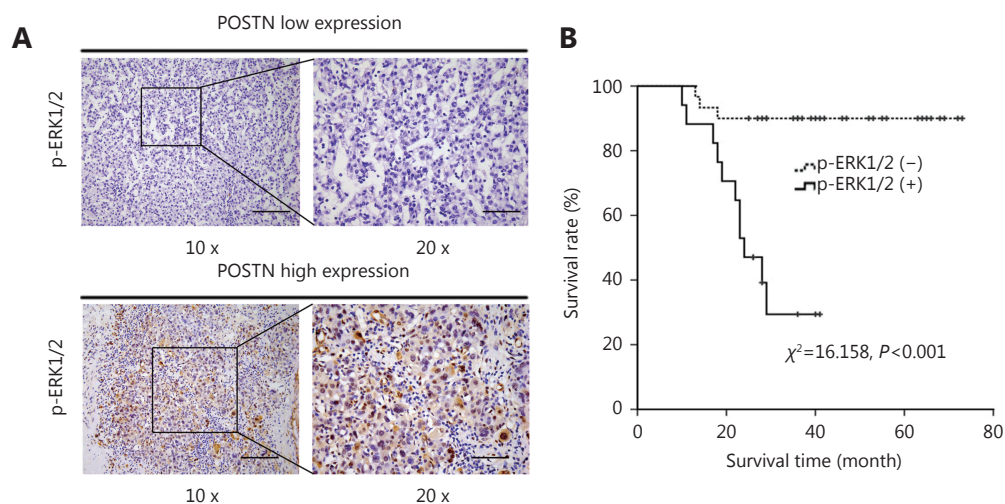 A
POSTN low expression
p-ERK1/2
10 x
20 x
POSTN high expression
p-ERK1/2
10 x
20 x
B
100
80
60
40
20
0
Survival rate (%)
p-ERK1/2 (−)
p-ERK1/2 (+)
χ²=16.158, P<0.001
0
20
40
60
80
Survival time (month)